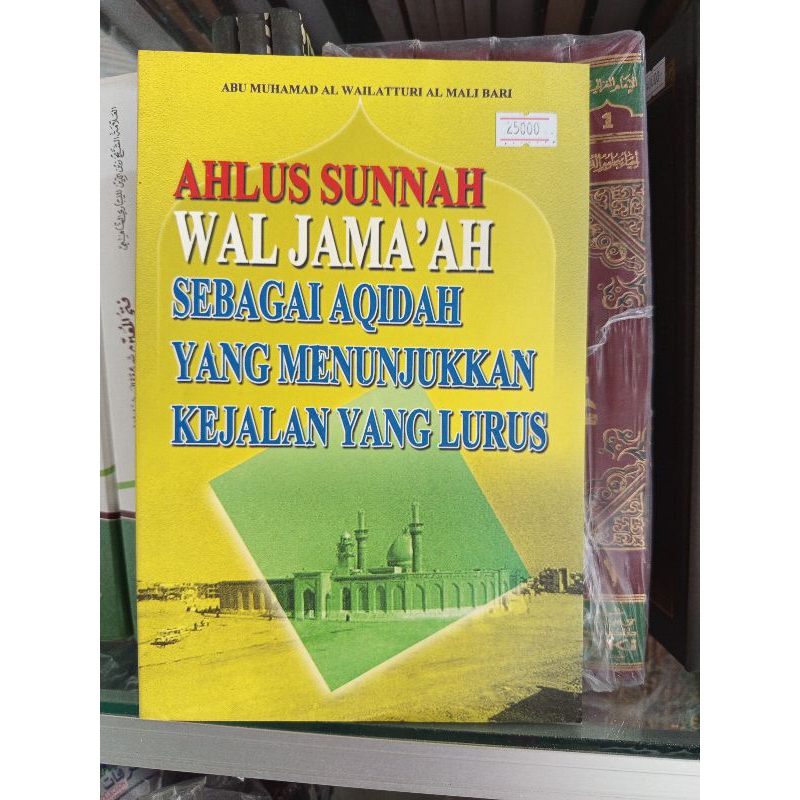 ABU MUHAMAD AL WAILATTURI AL MALI BARI
25000
AHLUS SUNNAH
WAL JAMA'AH
SEBAGAI AQIDAH
YANG MENUNJUKKAN
KEJALAN YANG LURUS
1